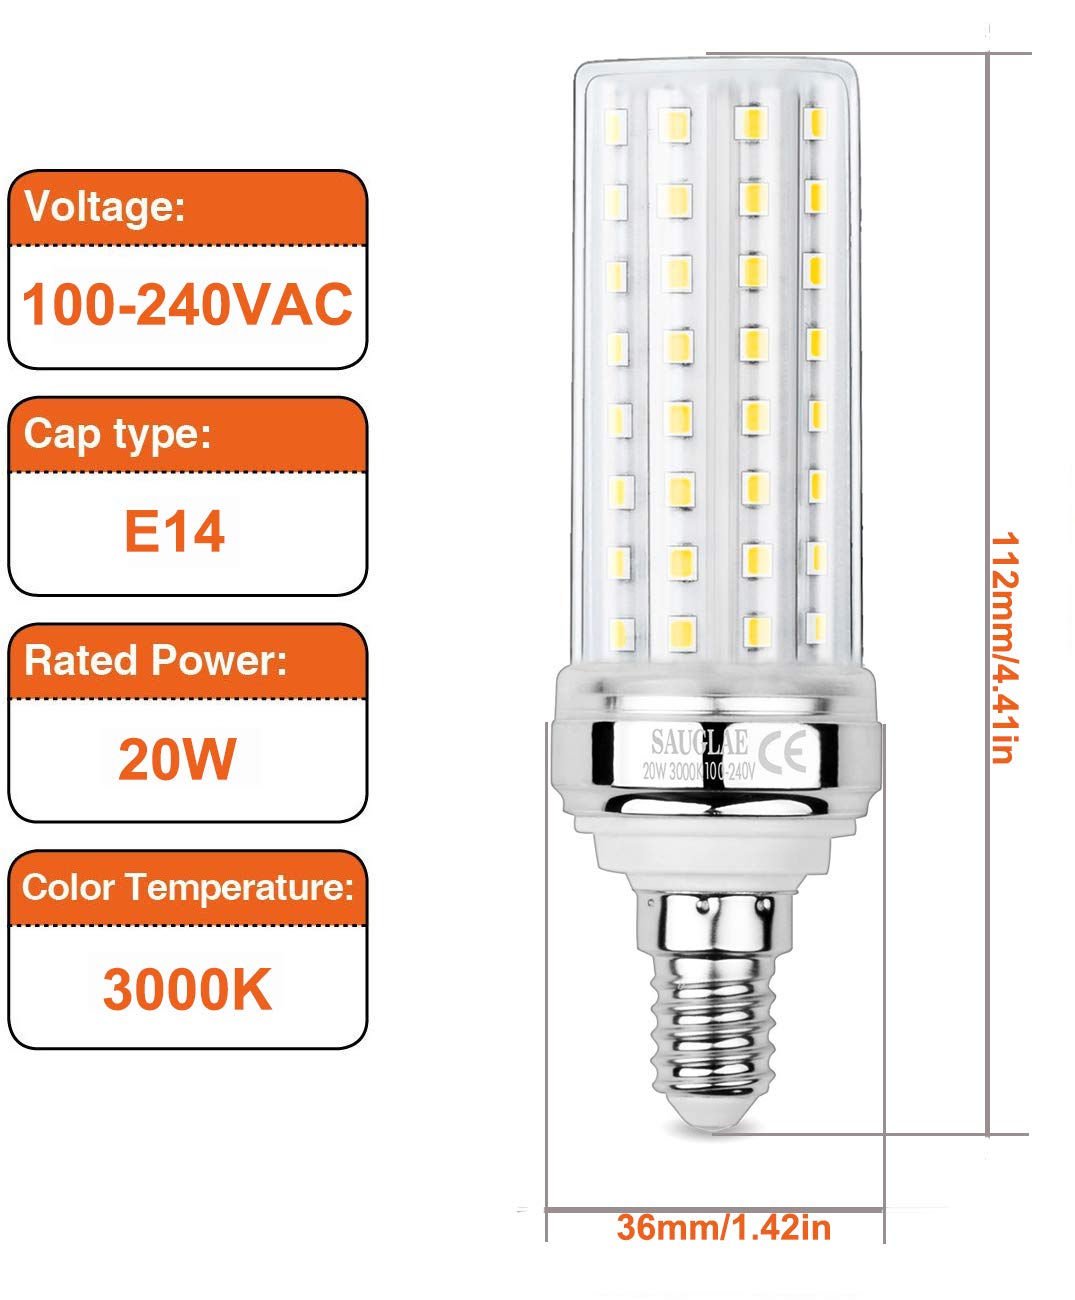 Voltage:
100-240VAC
Cap type:
E14
Rated Power:
20W
Color Temperature:
3000K
SAUGLAE
20W 3000K 100-240V
CE
112mm/4.41in
36mm/1.42in